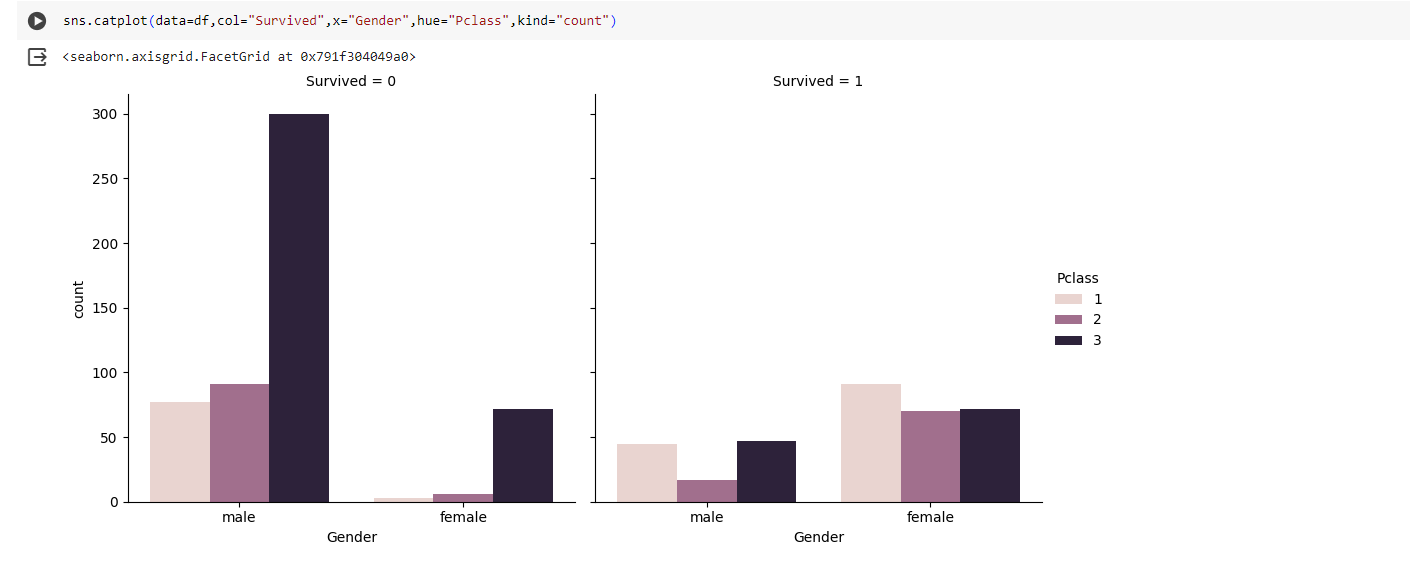 sns.catplot(data=df,col="Survived",x="Gender",hue="Pclass",kind="count")
<seaborn.axisgrid.FacetGrid at 0x791f304049a0>
Survived = 0
Survived = 1
300
250
200
150
100
50
0
count
male
female
Gender
male
female
Gender
Pclass
1
2
3